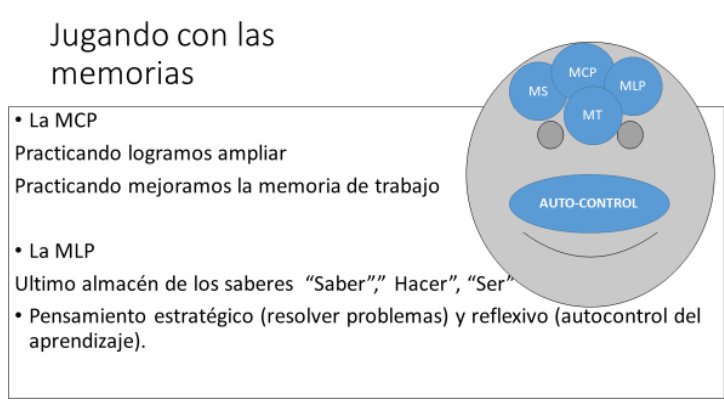 Jugando con las
memorias
MCP
MS
MLP
MT
• La MCP
Practicando logramos ampliar
Practicando mejoramos la memoria de trabajo
AUTO-CONTROL
• La MLP
Ultimo almacén de los saberes “Saber”,” Hacer”, “Ser”
• Pensamiento estratégico (resolver problemas) y reflexivo (autocontrol del
aprendizaje).